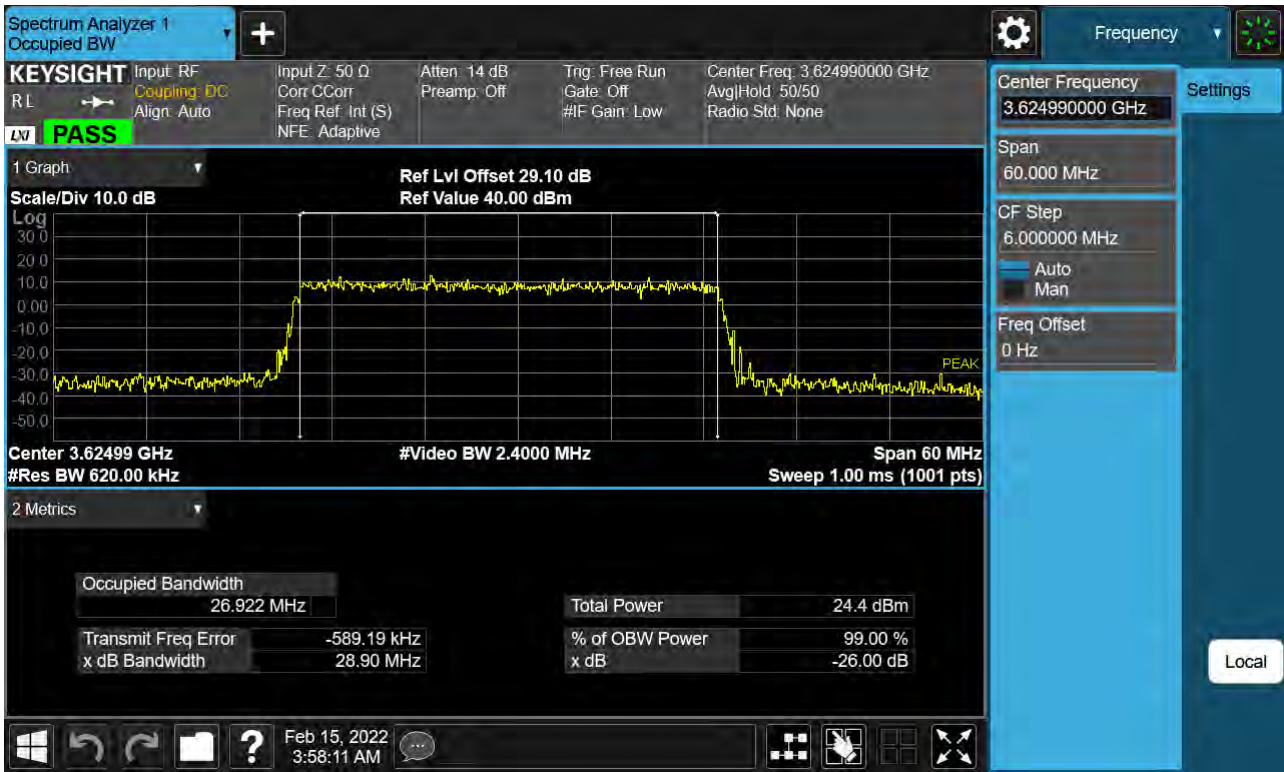 Spectrum Analyzer 1
Occupied BW
Frequency
KEYSIGHT
RL
LXI
PASS
Input: RF
Coupling: DC
Align: Auto
Input Z: 50 Ω
Corr CCorr
Freq Ref: Int (S)
NFE: Adaptive
Atten: 14 dB
Preamp: Off
Trig: Free Run
Gate: Off
#IF Gain: Low
Center Freq: 3.624990000 GHz
Avg|Hold: 50/50
Radio Std: None
Center Frequency
3.624990000 GHz
Settings
Span
60.000 MHz
CF Step
6.000000 MHz
Auto
Man
Freq Offset
0 Hz
Local
1 Graph
Scale/Div 10.0 dB
Ref Lvl Offset 29.10 dB
Ref Value 40.00 dBm
Log
30.0
20.0
10.0
0.00
-10.0
-20.0
-30.0
-40.0
-50.0
PEAK
Center 3.62499 GHz
#Video BW 2.4000 MHz
Span 60 MHz
#Res BW 620.00 kHz
Sweep 1.00 ms (1001 pts)
2 Metrics
Occupied Bandwidth
26.922 MHz
Total Power 24.4 dBm
Transmit Freq Error -589.19 kHz
% of OBW Power 99.00 %
x dB Bandwidth 28.90 MHz
x dB -26.00 dB
?
Feb 15, 2022
3:58:11 AM